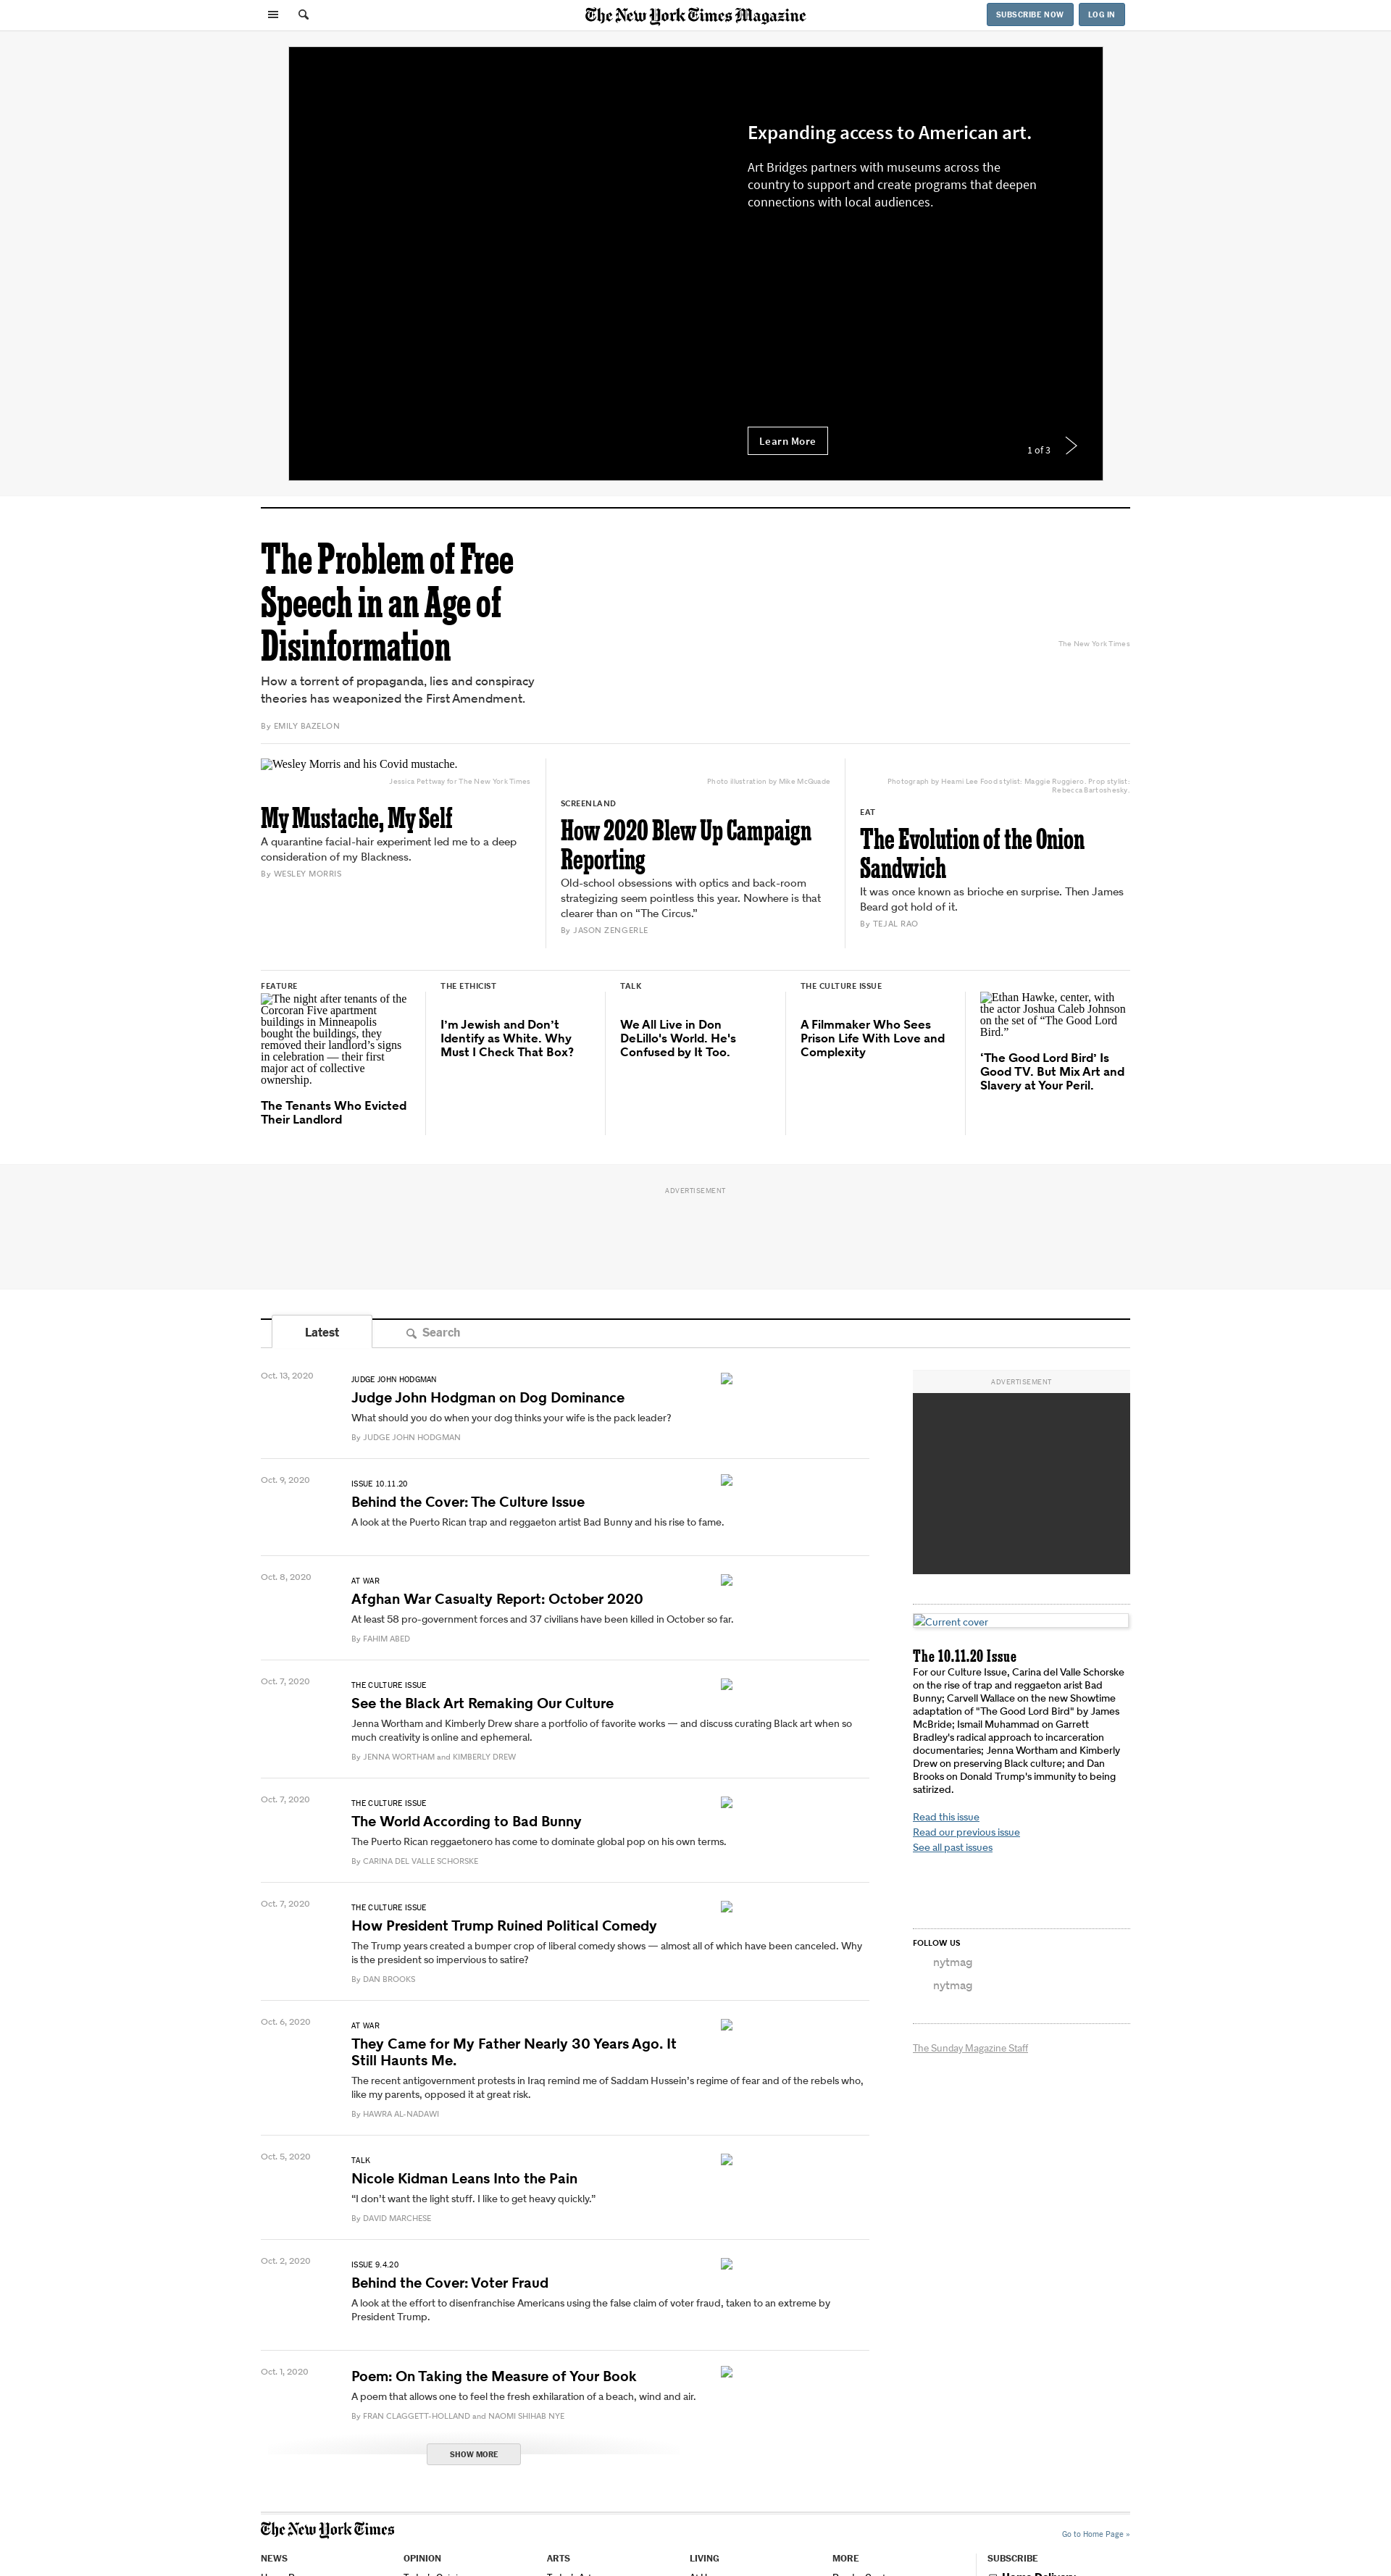 The New York Times Magazine
SUBSCRIBE NOW
LOG IN
Expanding access to American art.
Art Bridges partners with museums across the
country to support and create programs that deepen
connections with local audiences.
Learn More
1 of 3
The Problem of Free
Speech in an Age of
Disinformation
How a torrent of propaganda, lies and conspiracy
theories has weaponized the First Amendment.
By EMILY BAZELON
The New York Times
Wesley Morris and his Covid mustache.
Jessica Pettway for The New York Times
My Mustache, My Self
A quarantine facial-hair experiment led me to a deep
consideration of my Blackness.
By WESLEY MORRIS
Photo illustration by Mike McQuade
SCREENLAND
How 2020 Blew Up Campaign
Reporting
Old-school obsessions with optics and back-room
strategizing seem pointless this year. Nowhere is that
clearer than on “The Circus.”
By JASON ZENGERLE
Photograph by Heami Lee Food stylist: Maggie Ruggiero. Prop stylist:
Rebecca Bartoshesky.
EAT
The Evolution of the Onion
Sandwich
It was once known as brioche en surprise. Then James
Beard got hold of it.
By TEJAL RAO
FEATURE
The night after tenants of the
Corcoran Five apartment
buildings in Minneapolis
bought the buildings, they
removed their landlord’s signs
in celebration — their first
major act of collective
ownership.
The Tenants Who Evicted
Their Landlord
THE ETHICIST
I’m Jewish and Don’t
Identify as White. Why
Must I Check That Box?
TALK
We All Live in Don
DeLillo's World. He's
Confused by It Too.
THE CULTURE ISSUE
A Filmmaker Who Sees
Prison Life With Love and
Complexity
Ethan Hawke, center, with
the actor Joshua Caleb Johnson
on the set of “The Good Lord
Bird.”
‘The Good Lord Bird’ Is
Good TV. But Mix Art and
Slavery at Your Peril.
ADVERTISEMENT
Latest
Search
Oct. 13, 2020
JUDGE JOHN HODGMAN
Judge John Hodgman on Dog Dominance
What should you do when your dog thinks your wife is the pack leader?
By JUDGE JOHN HODGMAN
Oct. 9, 2020
ISSUE 10.11.20
Behind the Cover: The Culture Issue
A look at the Puerto Rican trap and reggaeton artist Bad Bunny and his rise to fame.
Oct. 8, 2020
AT WAR
Afghan War Casualty Report: October 2020
At least 58 pro-government forces and 37 civilians have been killed in October so far.
By FAHIM ABED
Oct. 7, 2020
THE CULTURE ISSUE
See the Black Art Remaking Our Culture
Jenna Wortham and Kimberly Drew share a portfolio of favorite works — and discuss curating Black art when so
much creativity is online and ephemeral.
By JENNA WORTHAM and KIMBERLY DREW
Oct. 7, 2020
THE CULTURE ISSUE
The World According to Bad Bunny
The Puerto Rican reggaetonero has come to dominate global pop on his own terms.
By CARINA DEL VALLE SCHORSKE
Oct. 7, 2020
THE CULTURE ISSUE
How President Trump Ruined Political Comedy
The Trump years created a bumper crop of liberal comedy shows — almost all of which have been canceled. Why
is the president so impervious to satire?
By DAN BROOKS
Oct. 6, 2020
AT WAR
They Came for My Father Nearly 30 Years Ago. It
Still Haunts Me.
The recent antigovernment protests in Iraq remind me of Saddam Hussein’s regime of fear and of the rebels who,
like my parents, opposed it at great risk.
By HAWRA AL-NADAWI
Oct. 5, 2020
TALK
Nicole Kidman Leans Into the Pain
“I don’t want the light stuff. I like to get heavy quickly.”
By DAVID MARCHESE
Oct. 2, 2020
ISSUE 9.4.20
Behind the Cover: Voter Fraud
A look at the effort to disenfranchise Americans using the false claim of voter fraud, taken to an extreme by
President Trump.
Oct. 1, 2020
Poem: On Taking the Measure of Your Book
A poem that allows one to feel the fresh exhilaration of a beach, wind and air.
By FRAN CLAGGETT-HOLLAND and NAOMI SHIHAB NYE
SHOW MORE
ADVERTISEMENT
Current cover
The 10.11.20 Issue
For our Culture Issue, Carina del Valle Schorske
on the rise of trap and reggaeton arist Bad
Bunny; Carvell Wallace on the new Showtime
adaptation of "The Good Lord Bird" by James
McBride; Ismail Muhammad on Garrett
Bradley's radical approach to incarceration
documentaries; Jenna Wortham and Kimberly
Drew on preserving Black culture; and Dan
Brooks on Donald Trump's immunity to being
satirized.
Read this issue
Read our previous issue
See all past issues
FOLLOW US
nytmag
nytmag
The Sunday Magazine Staff
The New York Times
Go to Home Page »
NEWS
OPINION
ARTS
LIVING
MORE
SUBSCRIBE